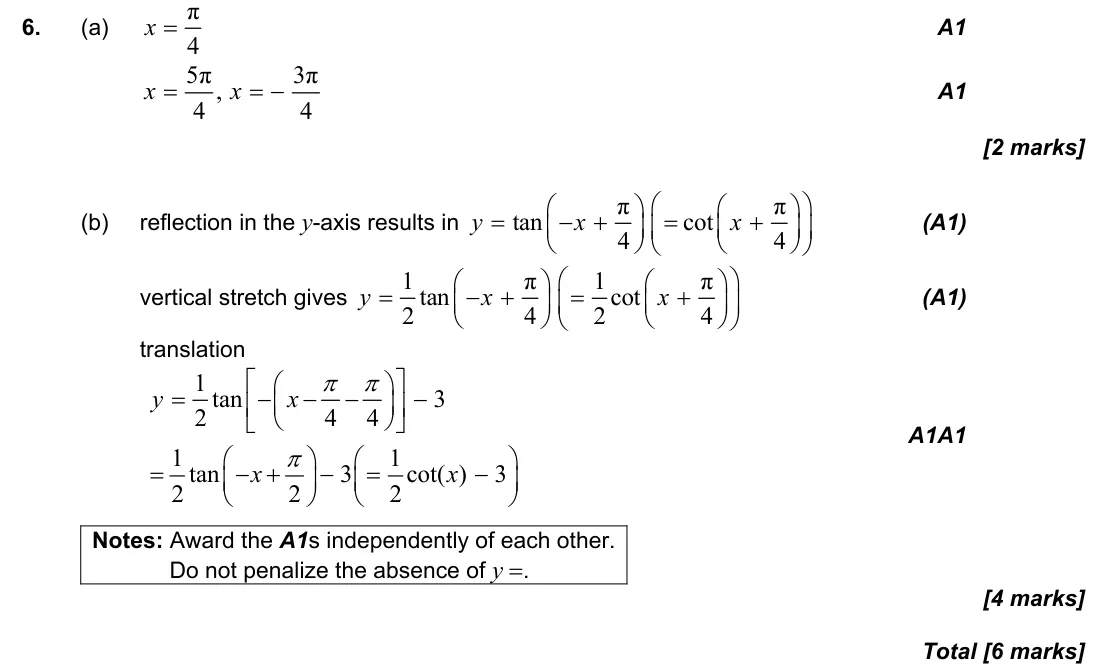 6. (a) x = π/4 A1
x = 5π/4, x = − 3π/4 A1
[2 marks]
(b) reflection in the y-axis results in y = tan(−x + π/4)(= cot(x + π/4)) (A1)
vertical stretch gives y = 1/2 tan(−x + π/4)(= 1/2 cot(x + π/4)) (A1)
translation
y = 1/2 tan[−(x − π/4 − π/4)] − 3
A1A1
= 1/2 tan(−x + π/2) − 3(= 1/2 cot(x) − 3)
Notes: Award the A1s independently of each other.
Do not penalize the absence of y =.
[4 marks]
Total [6 marks]